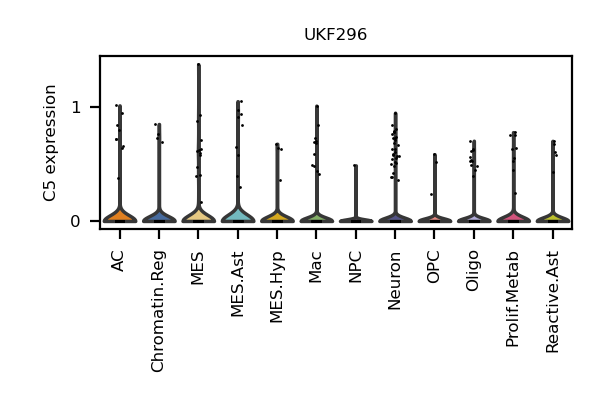 UKF296
C5 expression
1
0
AC
Chromatin.Reg
MES
MES.Ast
MES.Hyp
Mac
NPC
Neuron
OPC
Oligo
Prolif.Metab
Reactive.Ast